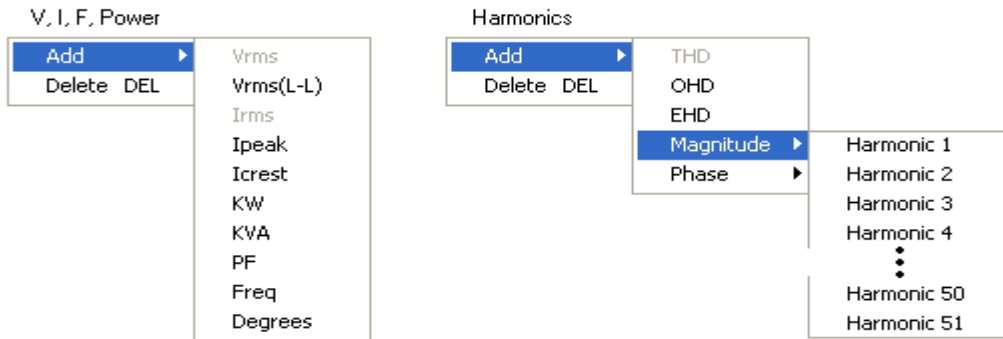 V, I, F, Power
Add
Delete DEL
Vrms
Vrms(L-L)
Irms
Ipeak
Icrest
KW
KVA
PF
Freq
Degrees
Harmonics
Add
Delete DEL
THD
OHD
EHD
Magnitude
Phase
Harmonic 1
Harmonic 2
Harmonic 3
Harmonic 4
Harmonic 50
Harmonic 51